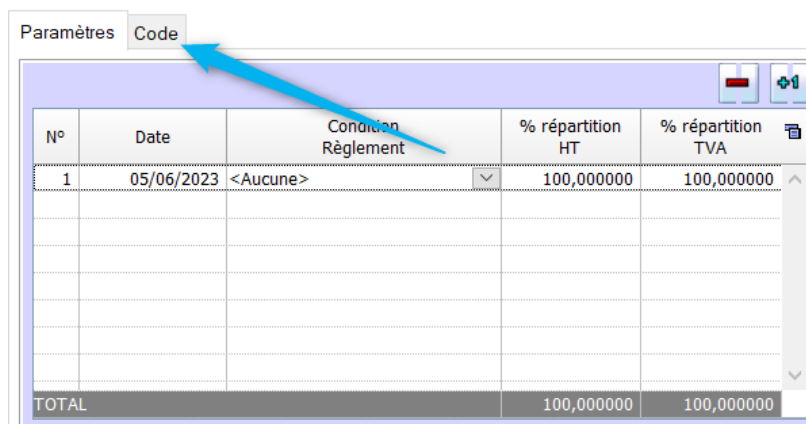 Paramètres Code
+1
Nº Date Condition Règlement % répartition HT % répartition TVA
1 05/06/2023 <Aucune> 100,000000 100,000000
TOTAL 100,000000 100,000000